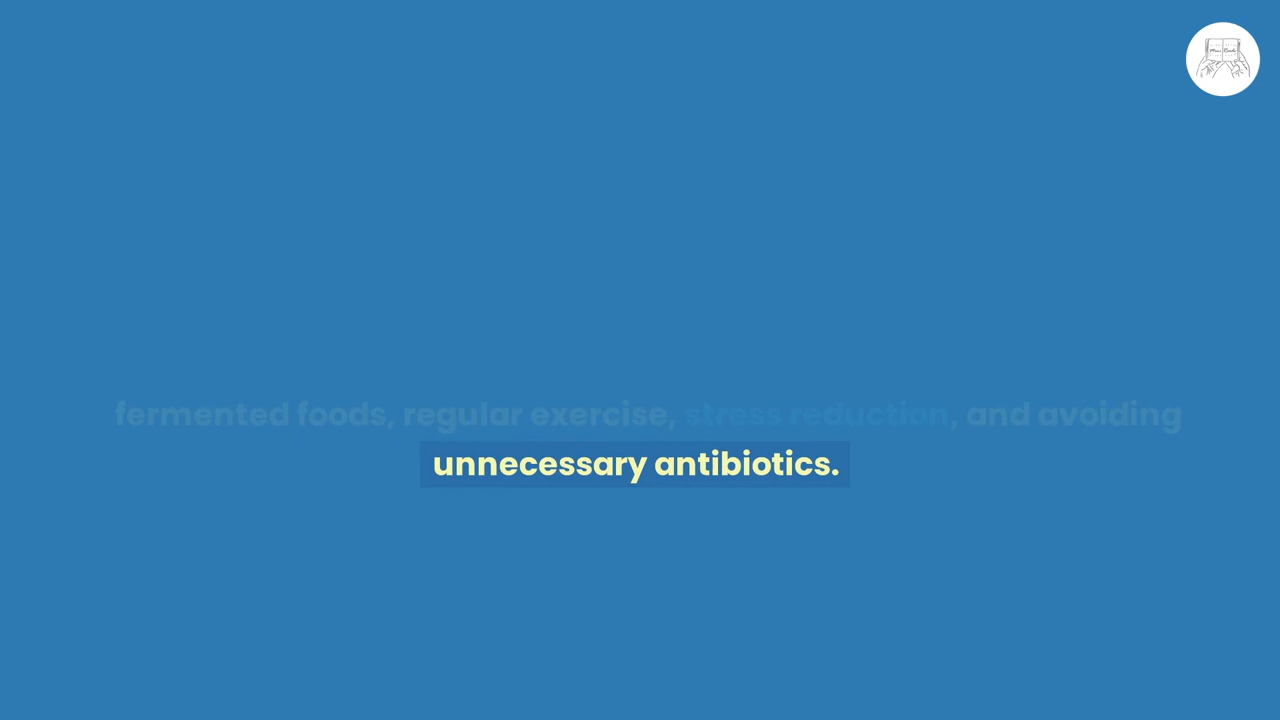 fermented foods, regular exercise, stress reduction, and avoiding
unnecessary antibiotics.